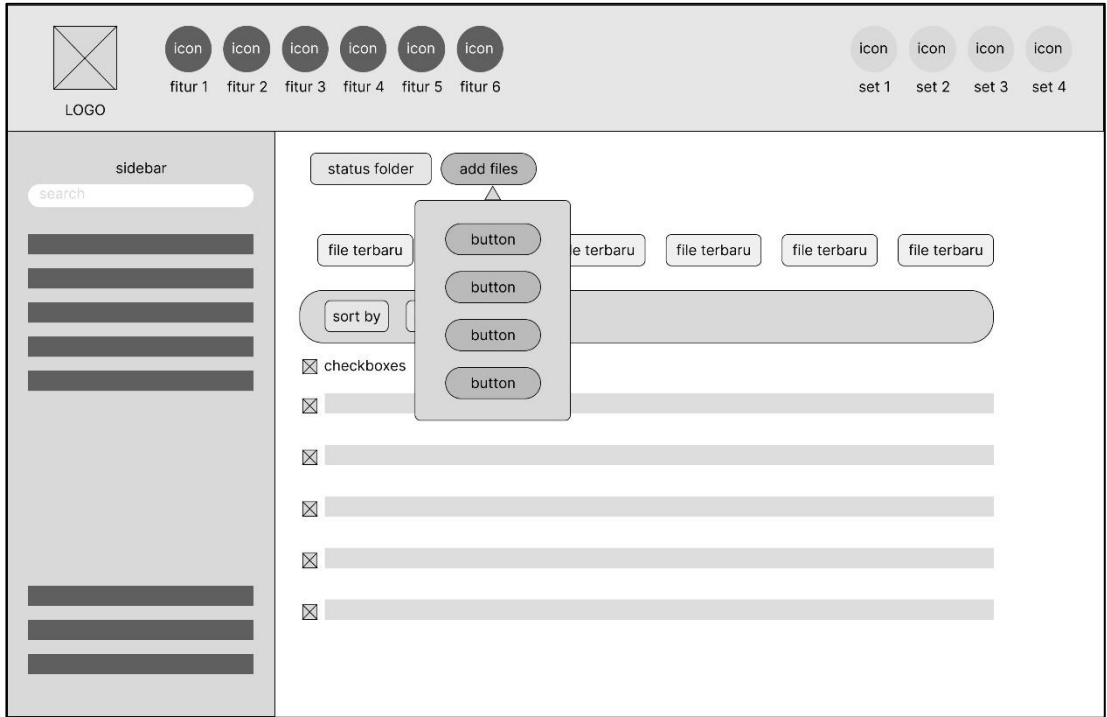 icon icon icon icon icon icon icon icon icon icon
fitur 1 fitur 2 fitur 3 fitur 4 fitur 5 fitur 6 set 1 set 2 set 3 set 4
LOGO
sidebar
search
status folder add files
file terbaru le terbaru file terbaru file terbaru file terbaru
button
sort by
button
button
checkboxes
button